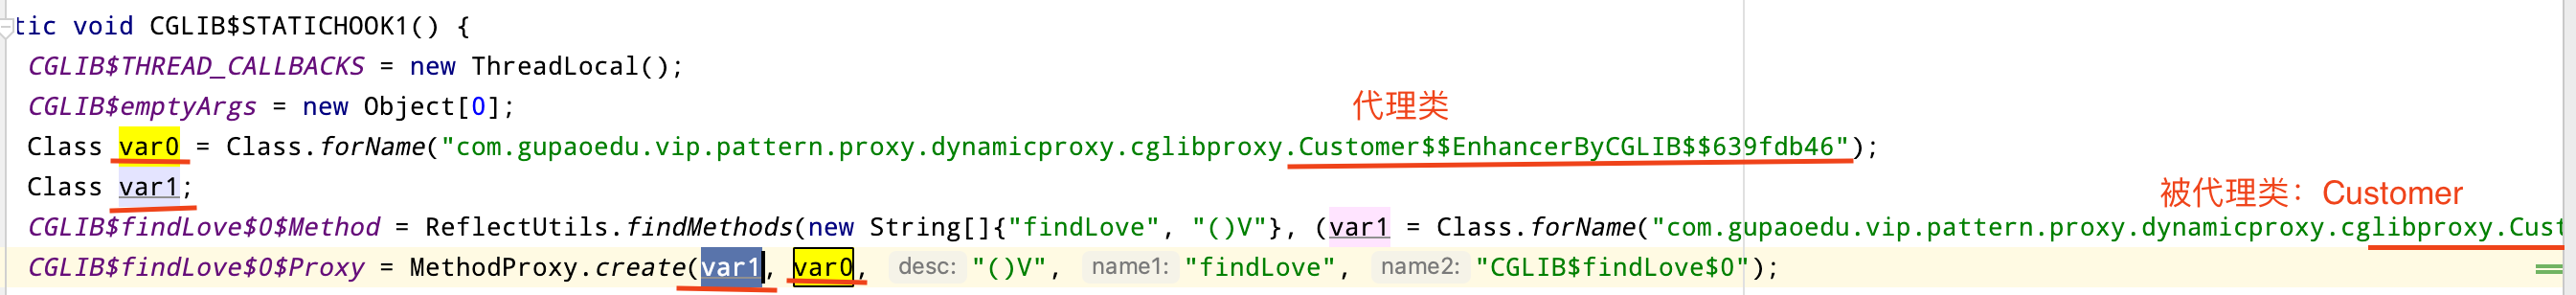 tic void CGLIB$STATICHOOK1() {
CGLIB$THREAD_CALLBACKS = new ThreadLocal();
CGLIB$emptyArgs = new Object[0];
代理类
Class var0 = Class.forName("com.gupaoedu.vip.pattern.proxy.dynamicproxy.cglibproxy.Customer$$EnhancerByCGLIB$$639fdb46");
Class var1;
被代理类：Customer
CGLIB$findLove$0$Method = ReflectUtils.findMethods(new String[]{"findLove", "()V"}, (var1 = Class.forName("com.gupaoedu.vip.pattern.proxy.dynamicproxy.cglibproxy.Cust
CGLIB$findLove$0$Proxy = MethodProxy.create(var1, var0, desc: "()V", name1: "findLove", name2: "CGLIB$findLove$0");